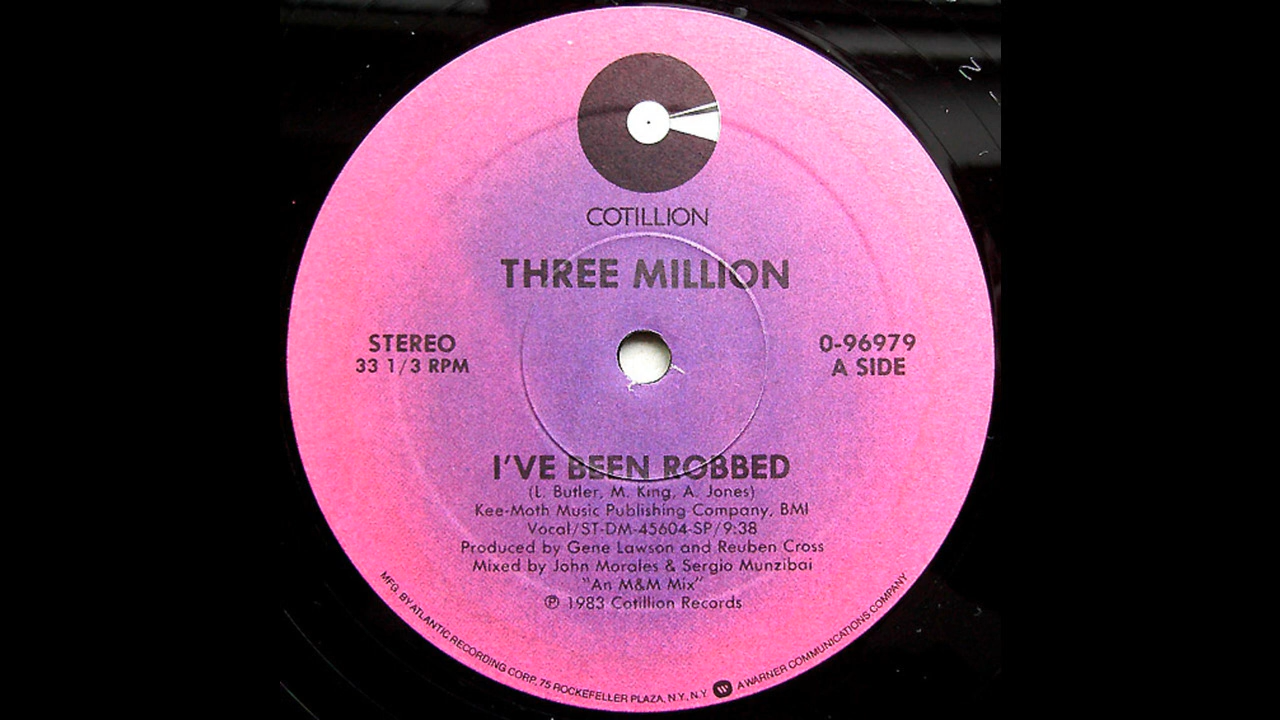 COTILLION
THREE MILLION
STEREO
33 1/3 RPM
0-96979
A SIDE
I'VE BEEN ROBBED
(L. Butler, M. King, A. Jones)
Kee-Moth Music Publishing Company, BMI
Vocal/ST-DM-45604-SP/9:38
Produced by Gene Lawson and Reuben Cross
Mixed by John Morales & Sergio Munzibai
"An M&M Mix"
℗ 1983 Cotillion Records
MFG. BY ATLANTIC RECORDING CORP., 75 ROCKEFELLER PLAZA, N.Y., N.Y. W A WARNER COMMUNICATIONS COMPANY